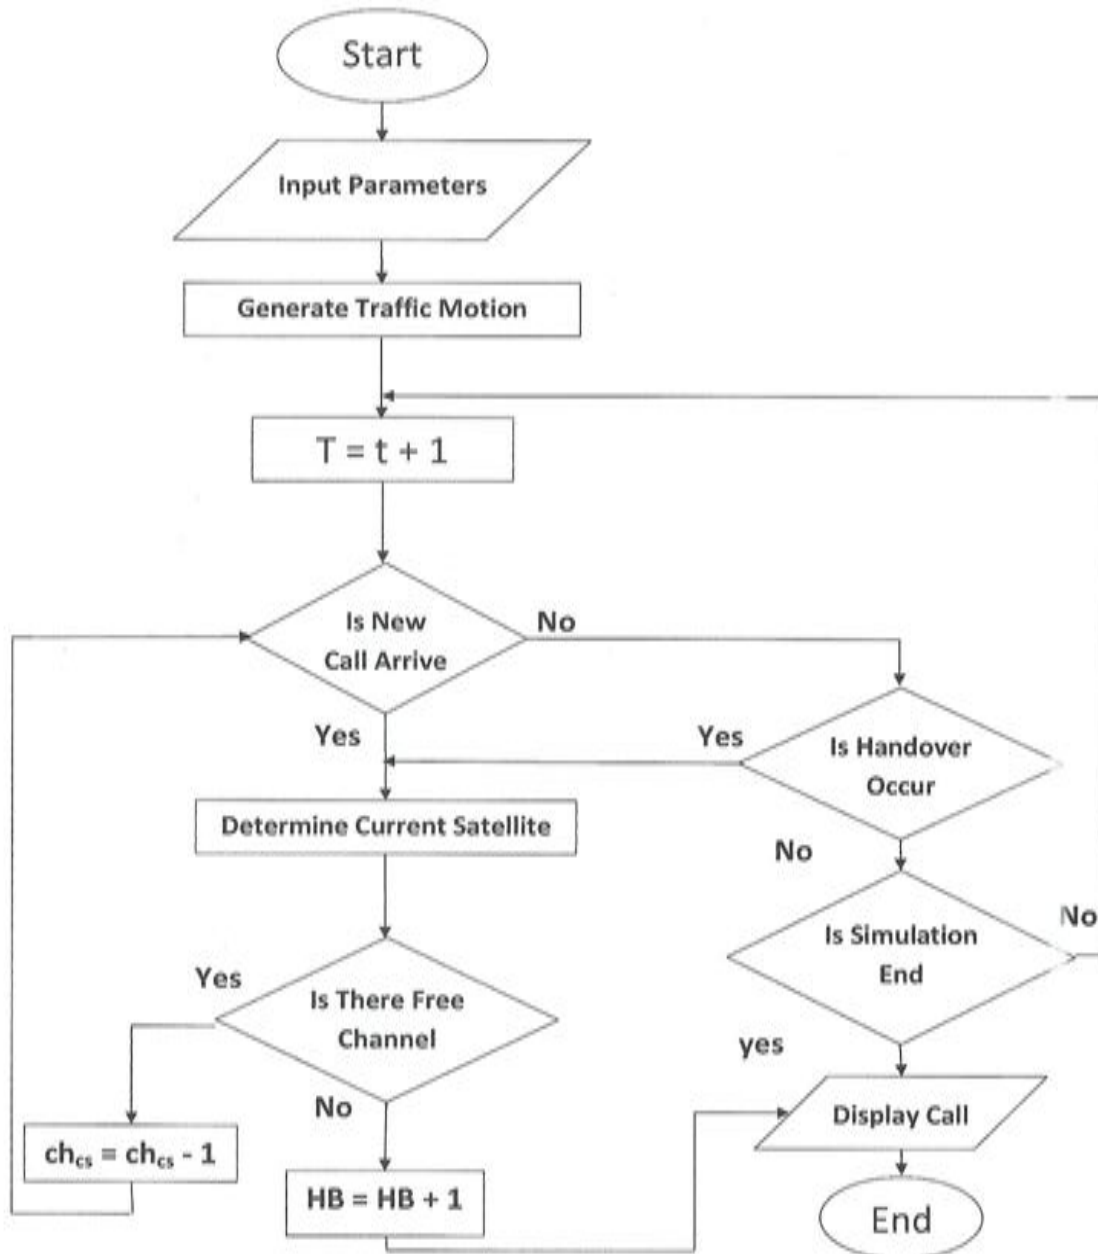 Start
Input Parameters
Generate Traffic Motion
T = t + 1
Is New
Call Arrive
No
Yes
Yes
Is Handover
Occur
Determine Current Satellite
No
Is Simulation
End
No
Yes
Is There Free
Channel
yes
No
Display Call
ch_cs = ch_cs - 1
HB = HB + 1
End